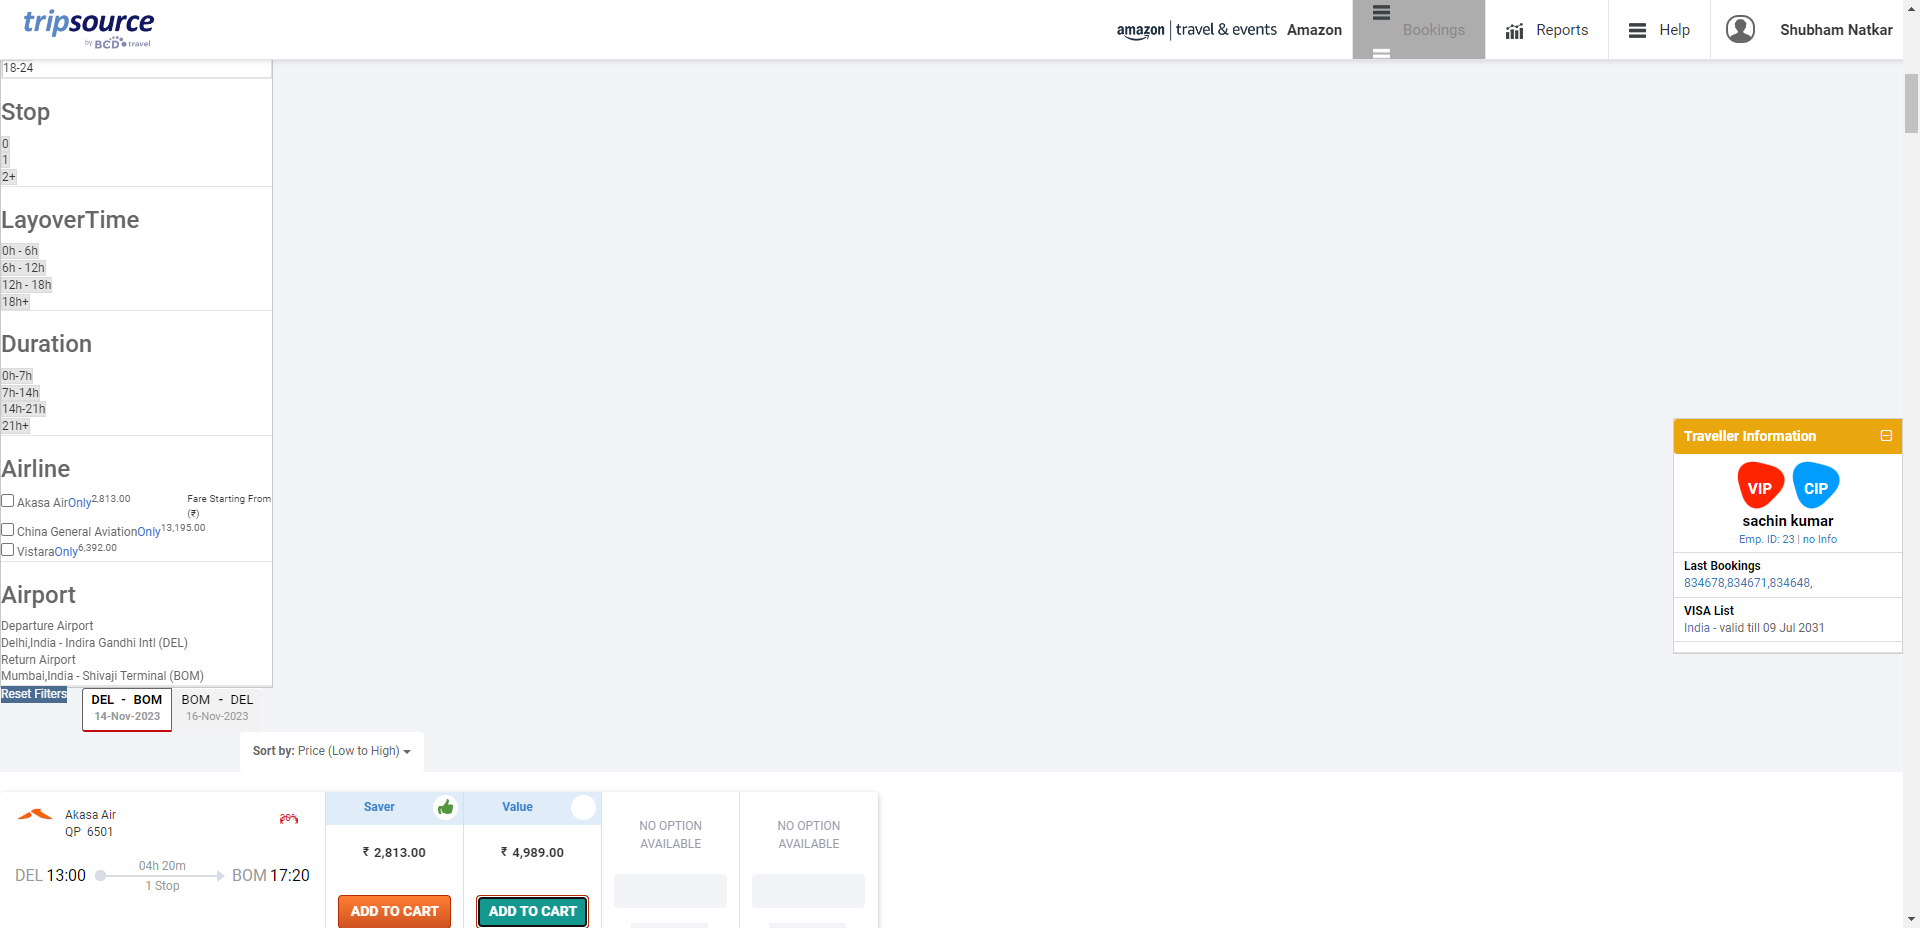 tripsource
by BCD travel
amazon | travel & events Amazon
Bookings
Reports
Help
Shubham Natkar
18-24
Stop
0
1
2+
LayoverTime
0h - 6h
6h - 12h
12h - 18h
18h+
Duration
0h-7h
7h-14h
14h-21h
21h+
Airline
Akasa AirOnly2,813.00 Fare Starting From
(₹)
China General AviationOnly13,195.00
VistaraOnly6,392.00
Airport
Departure Airport
Delhi,India - Indira Gandhi Intl (DEL)
Return Airport
Mumbai,India - Shivaji Terminal (BOM)
Reset Filters
DEL - BOM
14-Nov-2023
BOM - DEL
16-Nov-2023
Sort by: Price (Low to High)
Akasa Air
QP 6501
DEL 13:00
04h 20m
1 Stop
BOM 17:20
Saver
₹ 2,813.00
ADD TO CART
Value
₹ 4,989.00
ADD TO CART
NO OPTION
AVAILABLE
NO OPTION
AVAILABLE
Traveller Information
VIP
CIP
sachin kumar
Emp. ID: 23 | no Info
Last Bookings
834678,834671,834648,
VISA List
India - valid till 09 Jul 2031